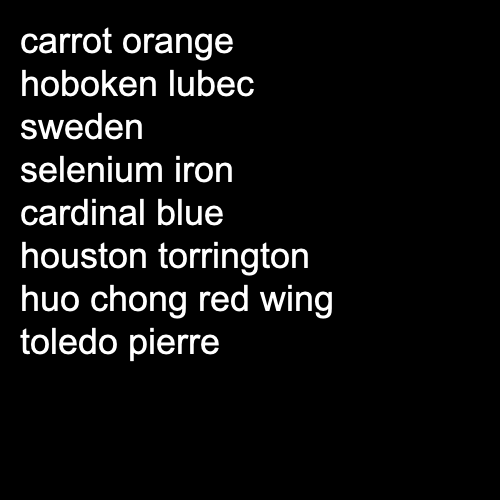 carrot orange
hoboken lubec
sweden
selenium iron
cardinal blue
houston torrington
huo chong red wing
toledo pierre